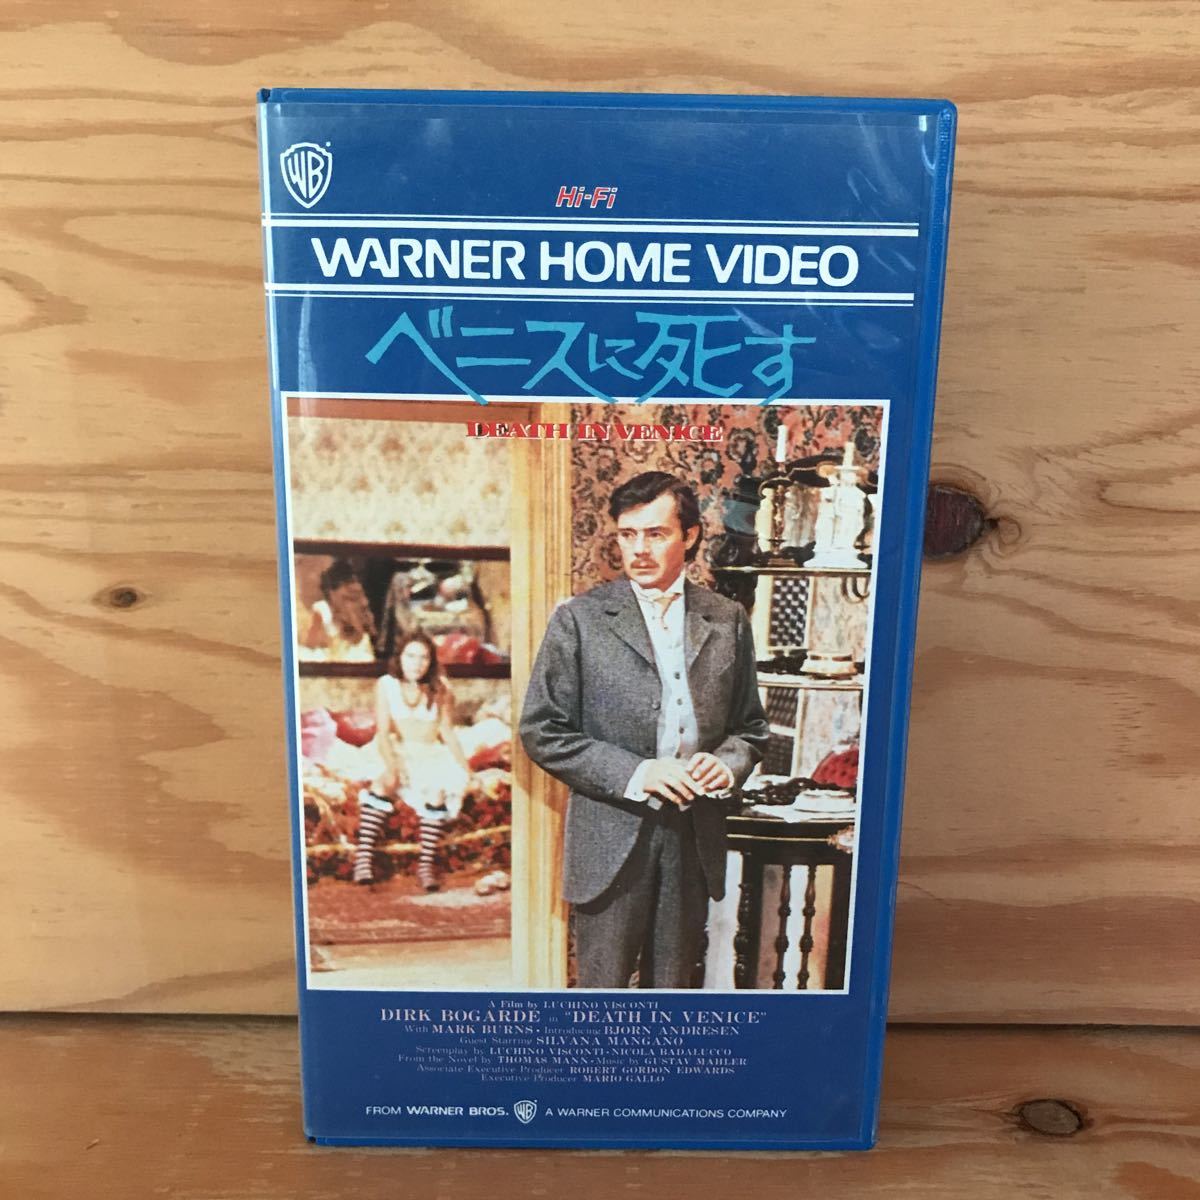 WB
Hi-Fi
WARNER HOME VIDEO
ベニスに死す
DEATH IN VENICE
A Film by LUCHINO VISCONTI
DIRK BOGARDE in "DEATH IN VENICE"
With MARK BURNS · Introducing BJORN ANDRESEN
Guest Starring SILVANA MANGANO
Screenplay by LUCHINO VISCONTI · NICOLA BADALUCCO
From the Novel by THOMAS MANN · Music by GUSTAV MAHLER
Associate Executive Producer ROBERT GORDON EDWARDS
Executive Producer MARIO GALLO
FROM WARNER BROS. WB A WARNER COMMUNICATIONS COMPANY